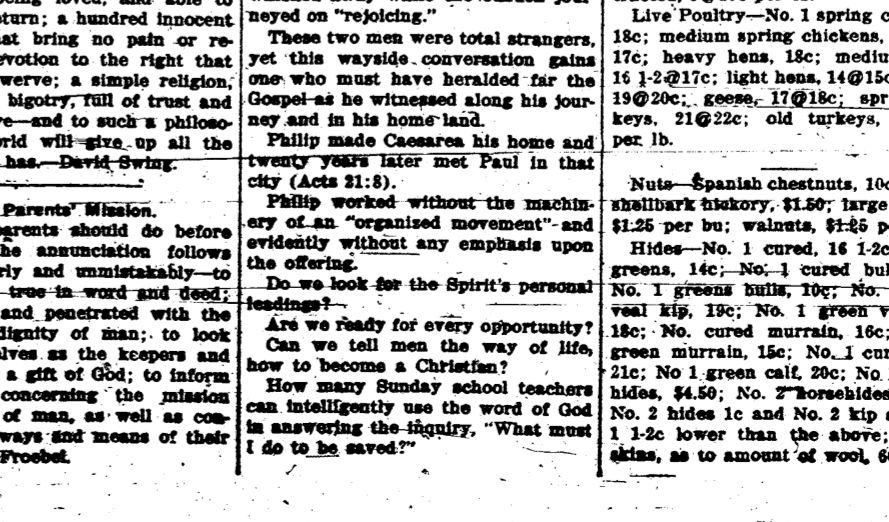 turn; a hundred innocent
at bring no pain or re-
votion to the right that
werve; a simple religion,
bigotry, full of trust and
e—and to such a philoso-
rld will give up all the
has.—David Swing.
Parents' Mission.
arents should do before
he annunciation follows
rly and unmistakably—to
true in word and deed;
and penetrated with the
dignity of man; to look
lves as the keepers and
a gift of God; to inform
concerning the mission
of man, as well as con-
ways and means of their
Froebel.
neyed on "rejoicing."
These two men were total strangers,
yet this wayside conversation gains
one who must have heralded far the
Gospel as he witnessed along his jour-
ney and in his home land.
Philip made Caesarea his home and
twenty years later met Paul in that
city (Acts 21:8).
Philip worked without the machin-
ery of an "organized movement" and
evidently without any emphasis upon
the offering.
Do we look for the Spirit's personal
leadings?
Are we ready for every opportunity?
Can we tell men the way of life,
how to become a Christian?
How many Sunday school teachers
can intelligently use the word of God
in answering the inquiry, "What must
I do to be saved?"
Live Poultry—No. 1 spring c
18c; medium spring chickens,
17c; heavy hens, 18c; mediu
16 1-2@17c; light hens, 14@15c
19@20c; geese, 17@18c; spr
keys, 21@22c; old turkeys,
per lb.
Nuts—Spanish chestnuts, 10c
shellbark hickory, $1.50; large
$1.25 per bu; walnuts, $1.25 p
Hides—No. 1 cured, 16 1-2c
greens, 14c; No. 1 cured bul
No. 1 greens bulls, 10c; No.
veal kip, 19c; No. 1 green v
18c; No. cured murrain, 16c;
green murrain, 15c; No. 1 cur
21c; No 1 green calf, 20c; No
hides, $4.50; No. 2 horsehides
No. 2 hides 1c and No. 2 kip
1 1-2c lower than the above;
skins, as to amount of wool, 6